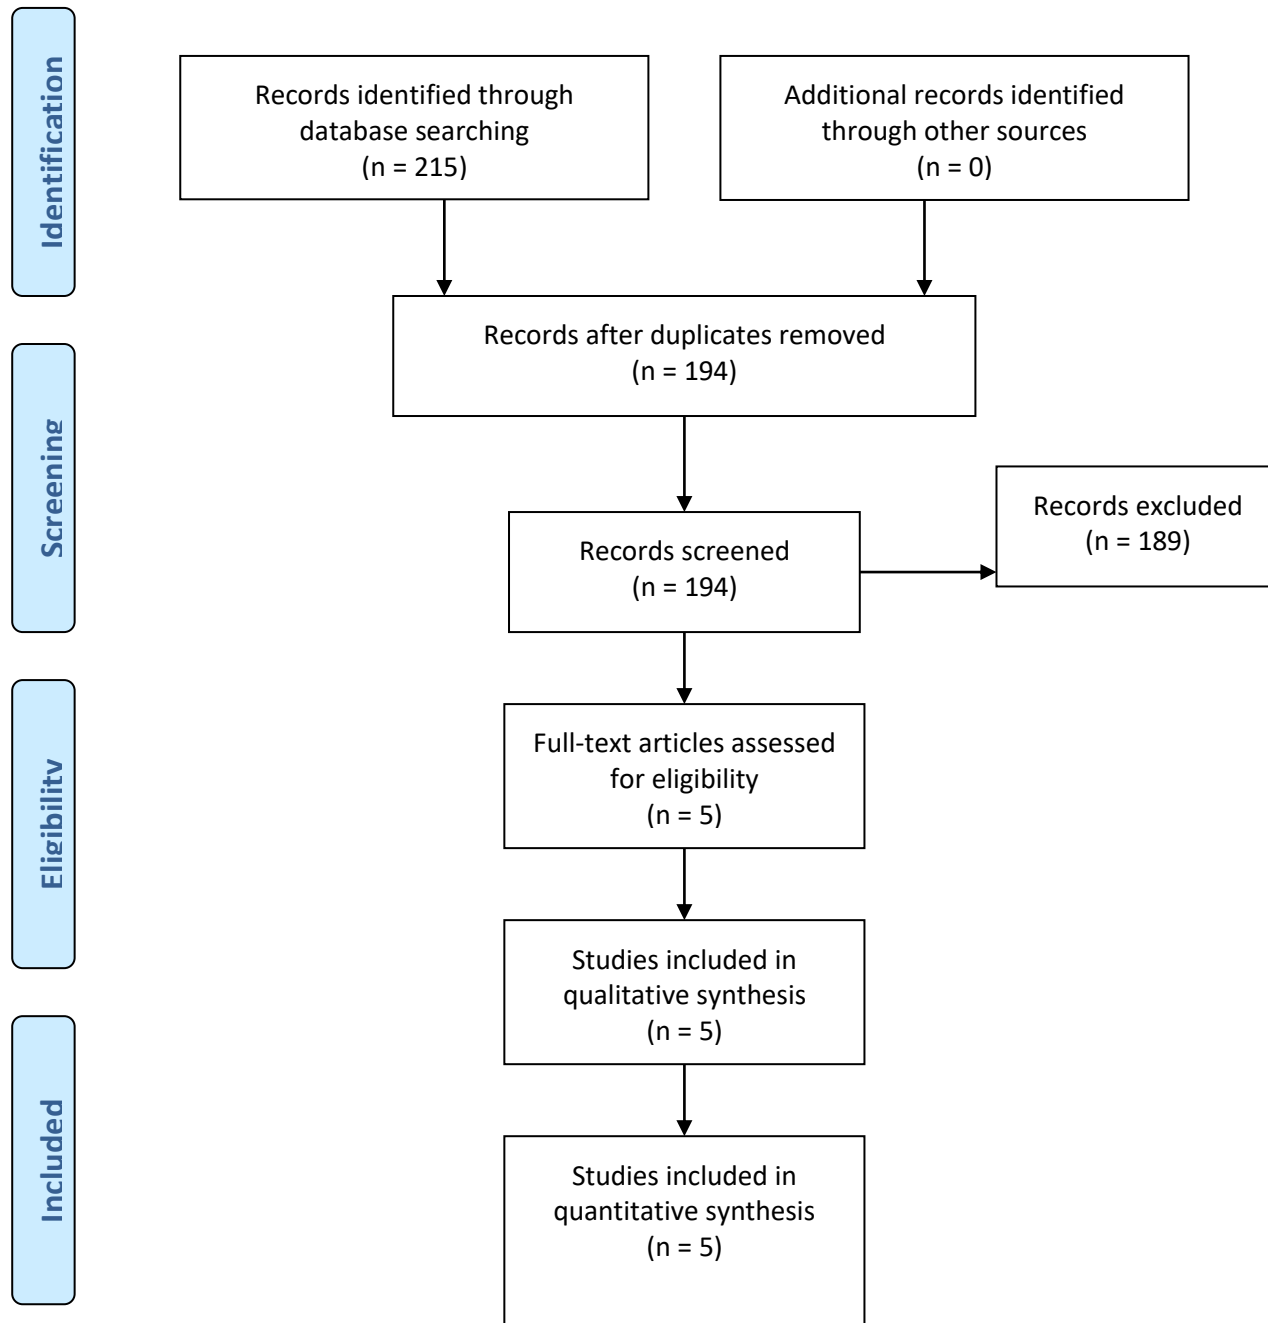 Identification
Records identified through
database searching
(n = 215)
Additional records identified
through other sources
(n = 0)
Records after duplicates removed
(n = 194)
Screening
Records screened
(n = 194)
Records excluded
(n = 189)
Eligibility
Full-text articles assessed
for eligibility
(n = 5)
Studies included in
qualitative synthesis
(n = 5)
Included
Studies included in
quantitative synthesis
(n = 5)